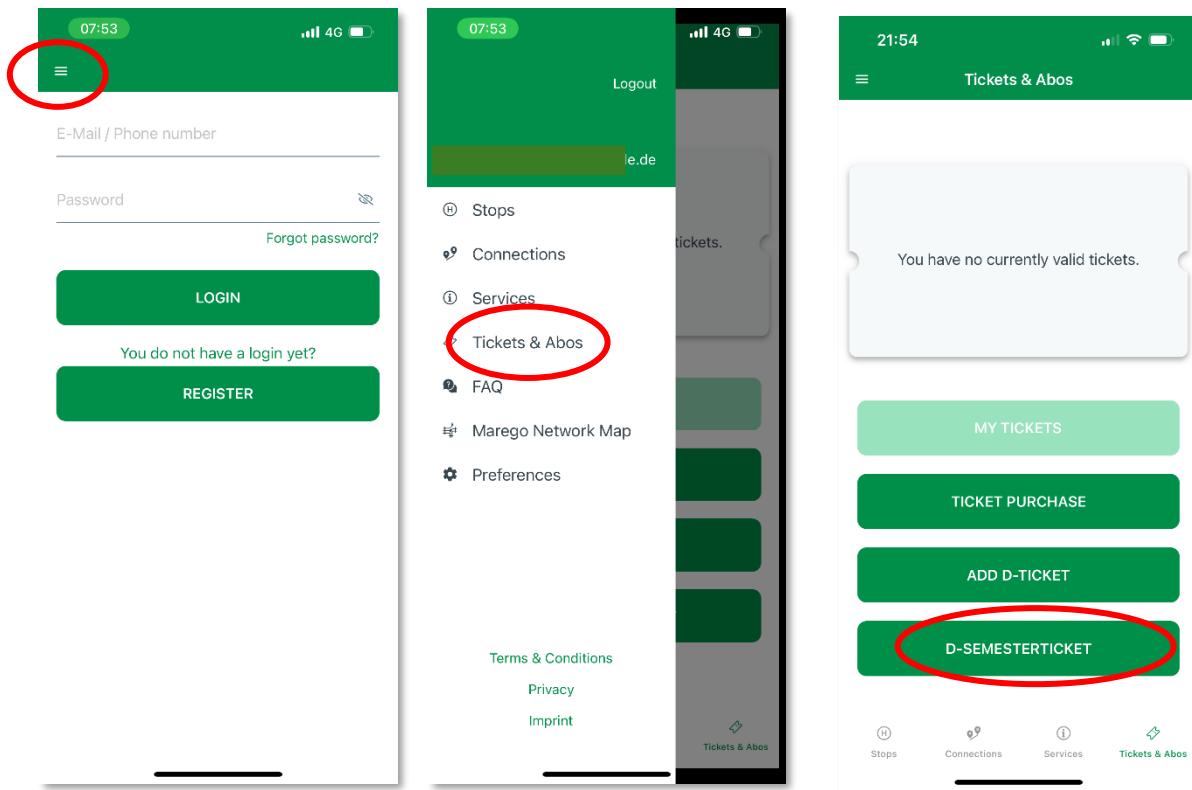 07:53
4G
E-Mail / Phone number
Password
Forgot password?
LOGIN
You do not have a login yet?
REGISTER
07:53
4G
Logout
le.de
Stops
Connections
Services
Tickets & Abos
FAQ
Marego Network Map
Preferences
Terms & Conditions
Privacy
Imprint
tickets.
Tickets & Abos
21:54
Tickets & Abos
You have no currently valid tickets.
MY TICKETS
TICKET PURCHASE
ADD D-TICKET
D-SEMESTERTICKET
Stops
Connections
Services
Tickets & Abos